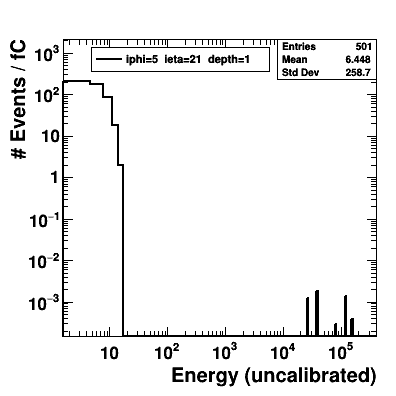 iphi=5 ieta=21 depth=1
Entries 501
Mean 6.448
Std Dev 258.7
# Events / fC
10³
10²
10
1
10⁻¹
10⁻²
10⁻³
10 10² 10³ 10⁴ 10⁵
Energy (uncalibrated)